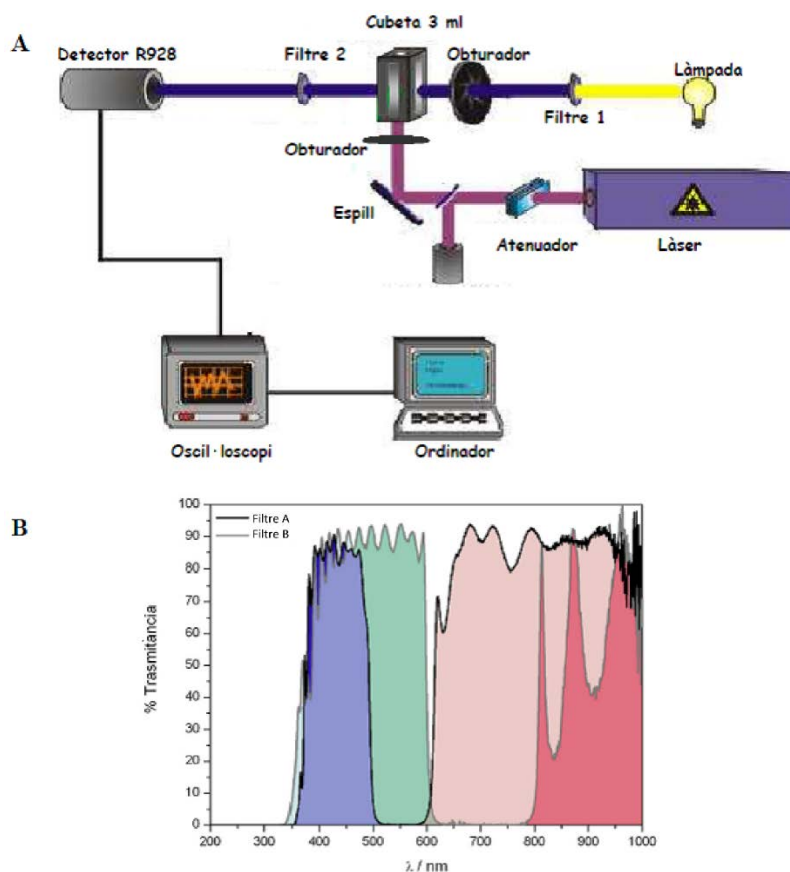 A
Cubeta 3 ml
Detector R928
Filtre 2
Obturador
Làmpada
Filtre 1
Obturador
Espill
Atenuador
Làser
Oscil·loscopi
Ordinador
B
Filtre A
Filtre B
% Trasmitància
100
90
80
70
60
50
40
30
20
10
0
200 300 400 500 600 700 800 900 1000
λ / nm